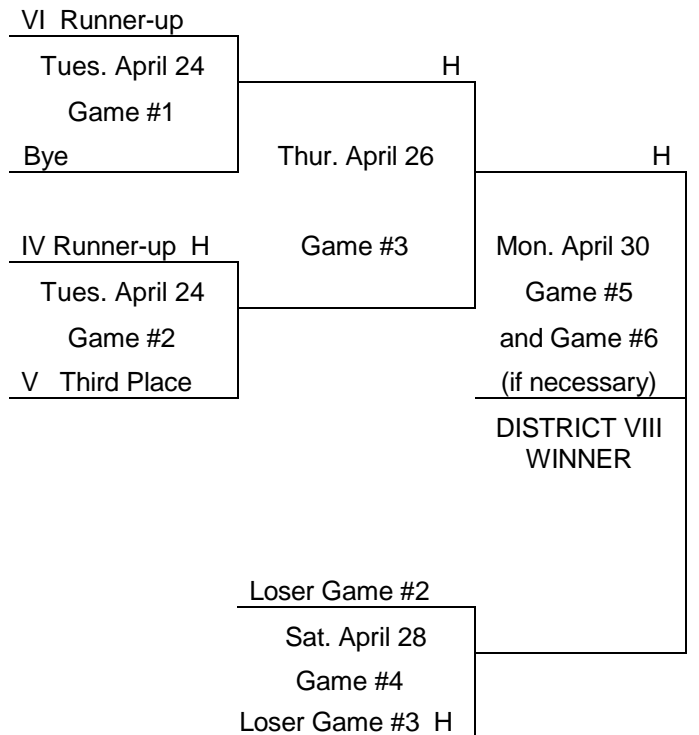 VI Runner-up
Tues. April 24
Game #1
Bye
H
Thur. April 26
Game #3
H
IV Runner-up H
Tues. April 24
Game #2
V Third Place
Mon. April 30
Game #5
and Game #6
(if necessary)
DISTRICT VIII
WINNER
Loser Game #2
Sat. April 28
Game #4
Loser Game #3 H